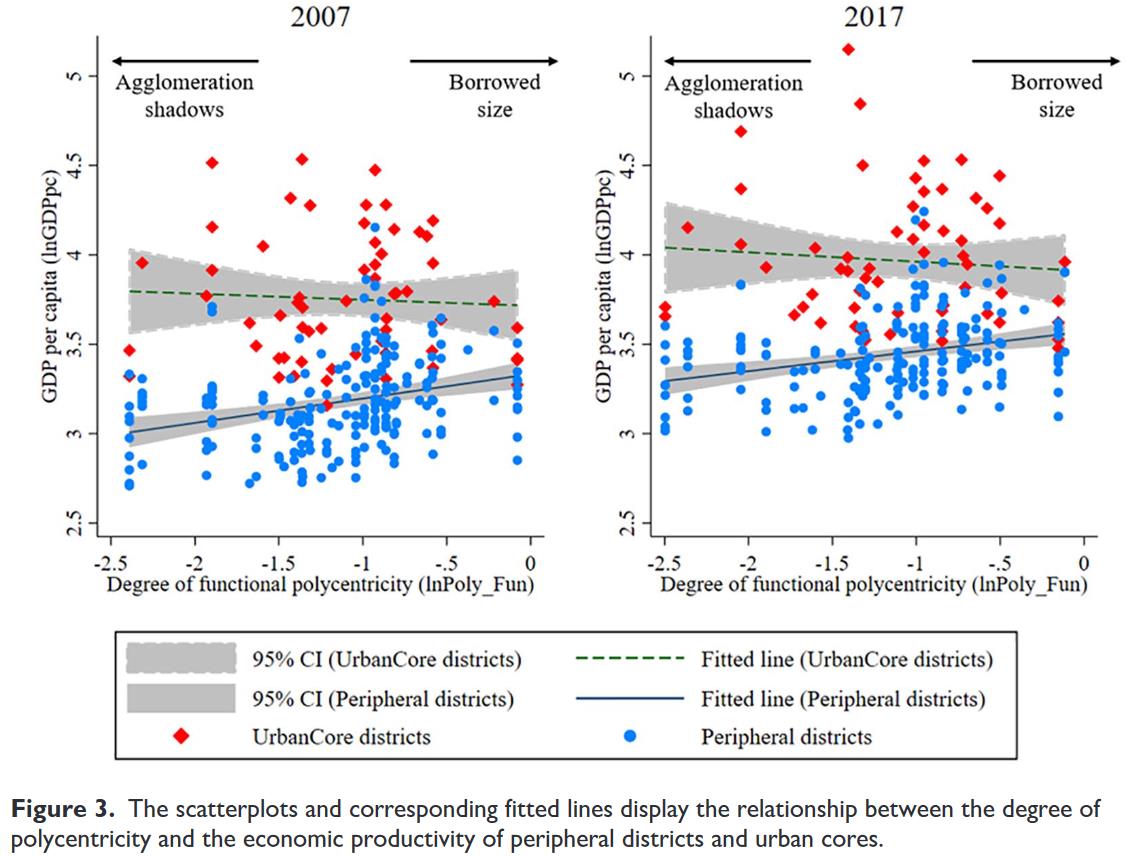 2007
2017
Agglomeration
shadows
Borrowed
size
Agglomeration
shadows
Borrowed
size
GDP per capita (lnGDPpc)
5
4.5
4
3.5
3
2.5
-2.5 -2 -1.5 -1 -.5 0
Degree of functional polycentricity (lnPoly_Fun)
GDP per capita (lnGDPpc)
5
4.5
4
3.5
3
2.5
-2.5 -2 -1.5 -1 -.5 0
Degree of functional polycentricity (lnPoly_Fun)
95% CI (UrbanCore districts)
Fitted line (UrbanCore districts)
95% CI (Peripheral districts)
Fitted line (Peripheral districts)
UrbanCore districts
Peripheral districts
Figure 3. The scatterplots and corresponding fitted lines display the relationship between the degree of
polycentricity and the economic productivity of peripheral districts and urban cores.